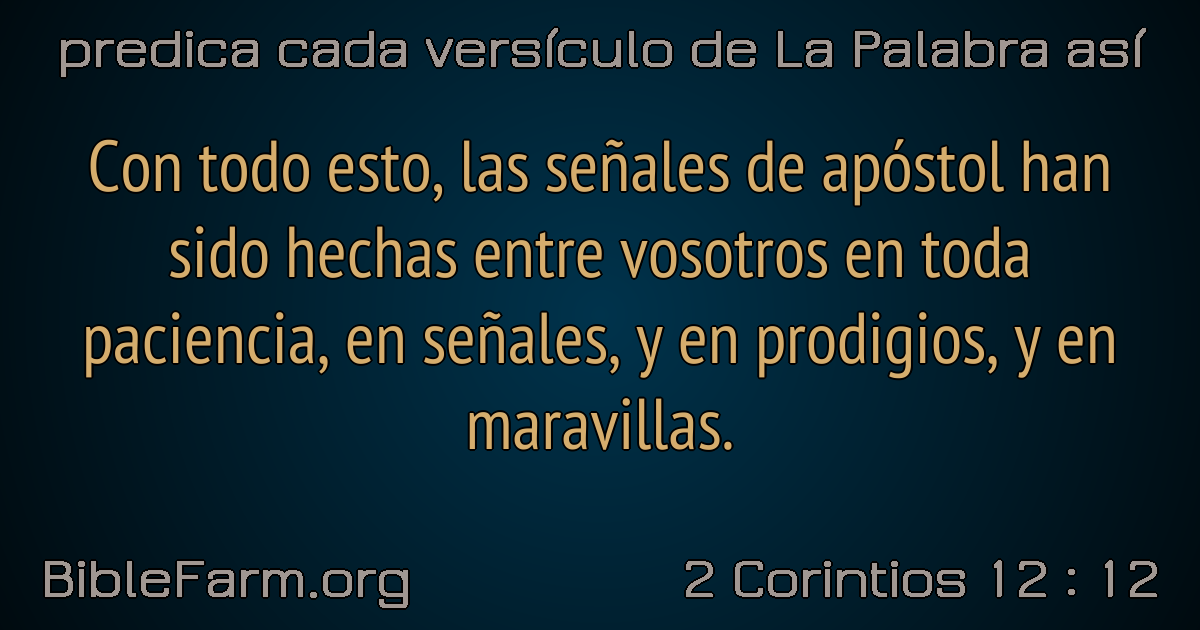 predica cada versículo de La Palabra así
Con todo esto, las señales de apóstol han
sido hechas entre vosotros en toda
paciencia, en señales, y en prodigios, y en
maravillas.
BibleFarm.org
2 Corintios 12 : 12